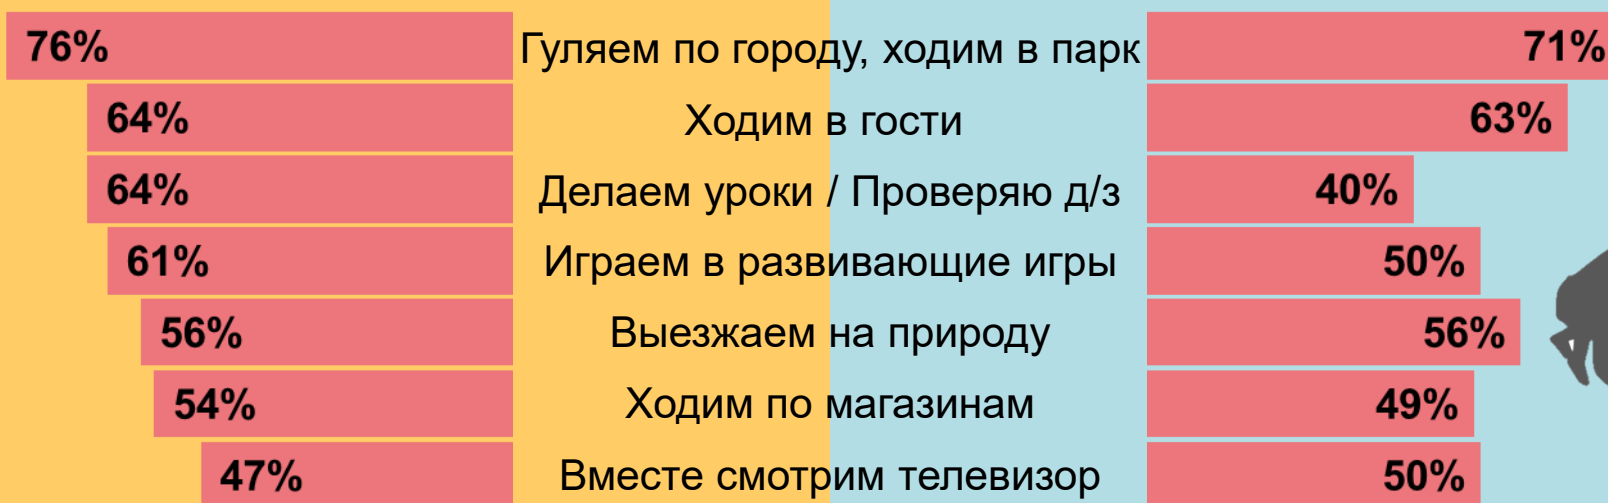 76% Гуляем по городу, ходим в парк 71%
64% Ходим в гости 63%
64% Делаем уроки / Проверяю д/з 40%
61% Играем в развивающие игры 50%
56% Выезжаем на природу 56%
54% Ходим по магазинам 49%
47% Вместе смотрим телевизор 50%